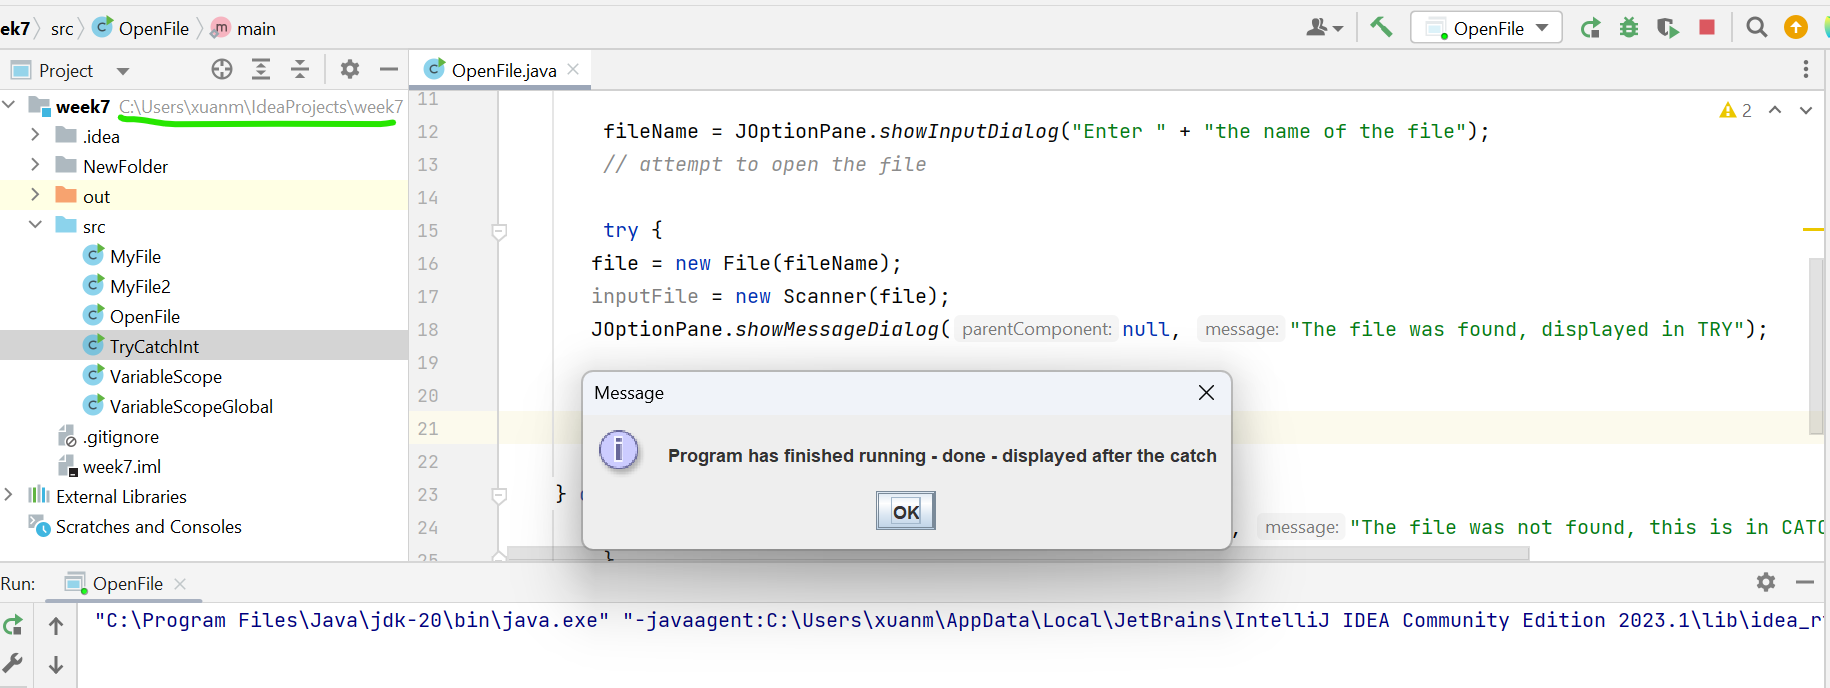 ek7 src OpenFile main OpenFile
Project OpenFile.java
week7 C:\Users\xuanm\IdeaProjects\week7
.idea
NewFolder
out
src
MyFile
MyFile2
OpenFile
TryCatchInt
VariableScope
VariableScopeGlobal
.gitignore
week7.iml
External Libraries
Scratches and Consoles
2
11
12 fileName = JOptionPane.showInputDialog("Enter " + "the name of the file");
13 // attempt to open the file
14
15 try {
16 file = new File(fileName);
17 inputFile = new Scanner(file);
18 JOptionPane.showMessageDialog( parentComponent: null, message: "The file was found, displayed in TRY");
19
20
21
22
23 }
24 , message: "The file was not found, this is in CATC
25 }
Message
Program has finished running - done - displayed after the catch
OK
Run: OpenFile
"C:\Program Files\Java\jdk-20\bin\java.exe" "-javaagent:C:\Users\xuanm\AppData\Local\JetBrains\IntelliJ IDEA Community Edition 2023.1\lib\idea_r